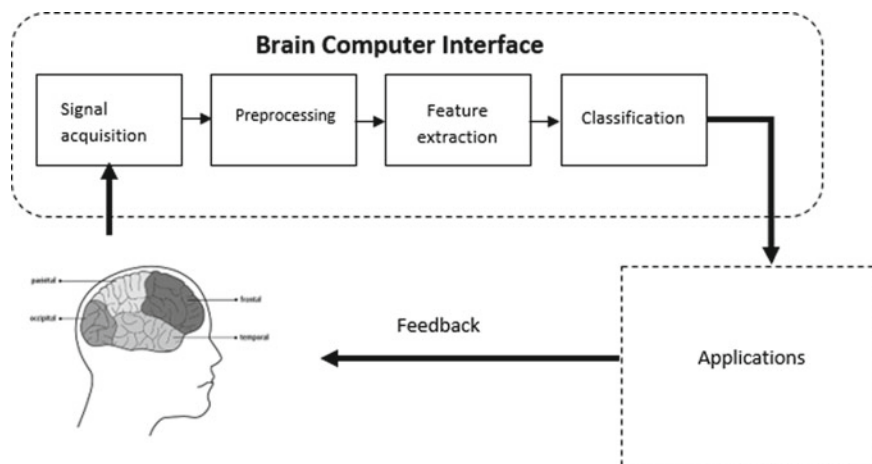 Brain Computer Interface
Signal
acquisition
Preprocessing
Feature
extraction
Classification
parietal
frontal
occipital
temporal
Feedback
Applications